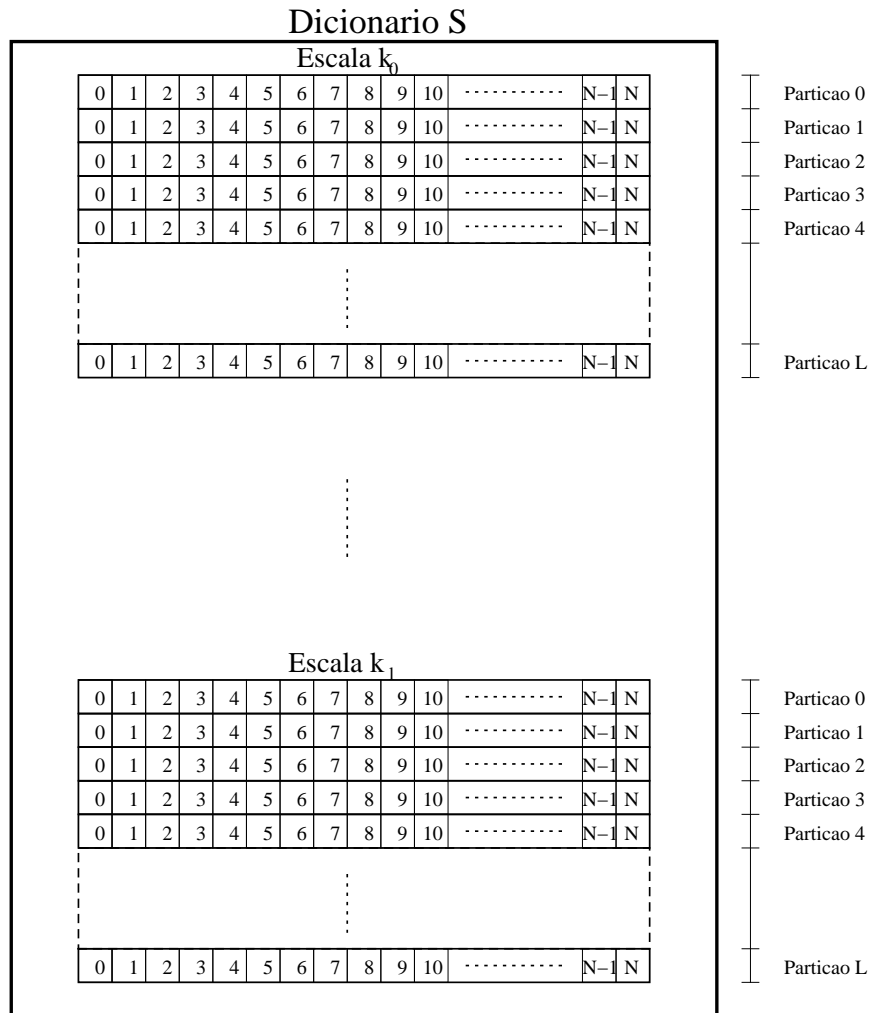 Dicionario S
Escala k0
0 1 2 3 4 5 6 7 8 9 10 ........... N−1 N Particao 0
0 1 2 3 4 5 6 7 8 9 10 ........... N−1 N Particao 1
0 1 2 3 4 5 6 7 8 9 10 ........... N−1 N Particao 2
0 1 2 3 4 5 6 7 8 9 10 ........... N−1 N Particao 3
0 1 2 3 4 5 6 7 8 9 10 ........... N−1 N Particao 4
0 1 2 3 4 5 6 7 8 9 10 ........... N−1 N Particao L
Escala k1
0 1 2 3 4 5 6 7 8 9 10 ........... N−1 N Particao 0
0 1 2 3 4 5 6 7 8 9 10 ........... N−1 N Particao 1
0 1 2 3 4 5 6 7 8 9 10 ........... N−1 N Particao 2
0 1 2 3 4 5 6 7 8 9 10 ........... N−1 N Particao 3
0 1 2 3 4 5 6 7 8 9 10 ........... N−1 N Particao 4
0 1 2 3 4 5 6 7 8 9 10 ........... N−1 N Particao L